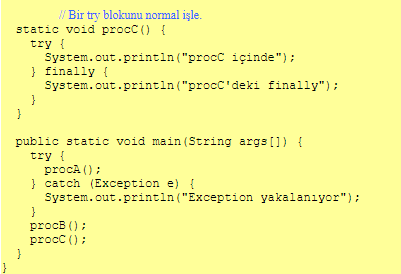 // Bir try blokunu normal işle.
static void procC() {
try {
System.out.println("procC içinde");
} finally {
System.out.println("procC'deki finally");
}
}
public static void main(String args[]) {
try {
procA();
} catch (Exception e) {
System.out.println("Exception yakalanıyor");
}
procB();
procC();
}
}